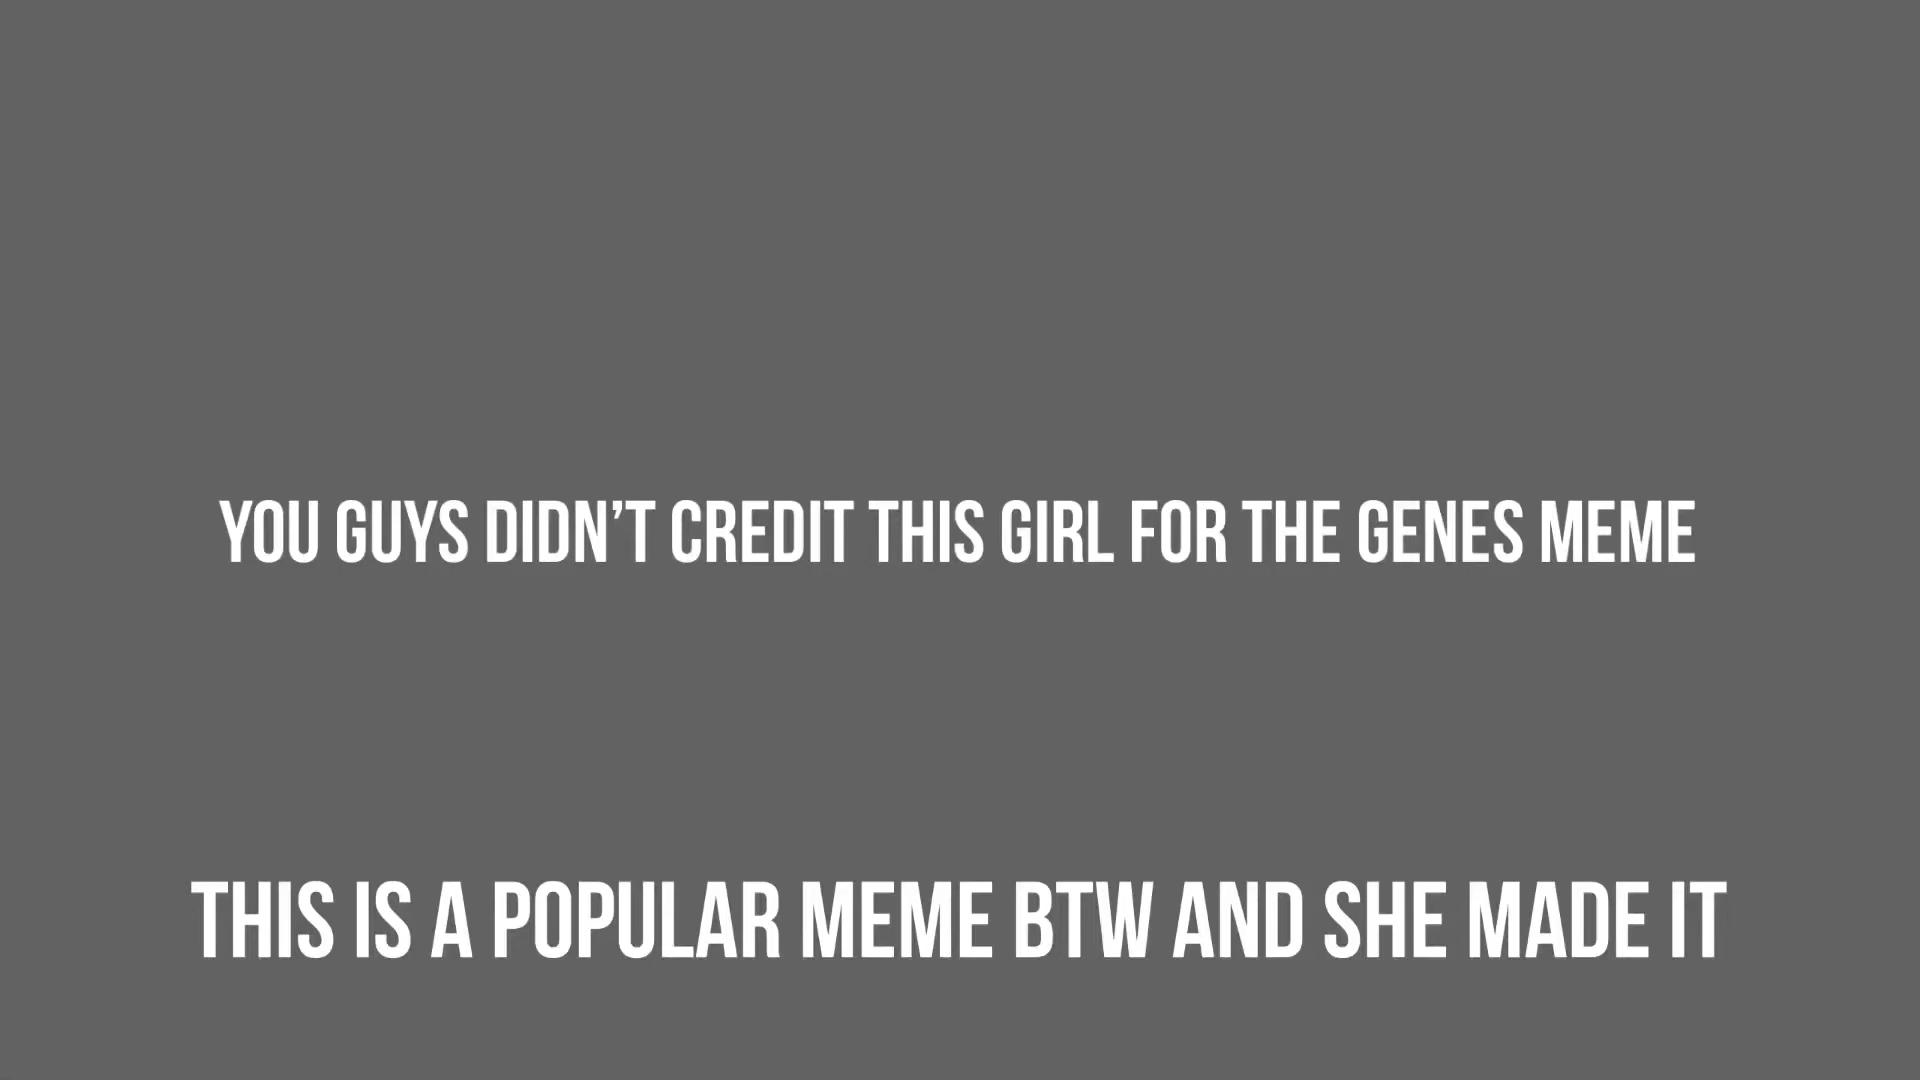 YOU GUYS DIDN’T CREDIT THIS GIRL FOR THE GENES MEME
THIS IS A POPULAR MEME BTW AND SHE MADE IT